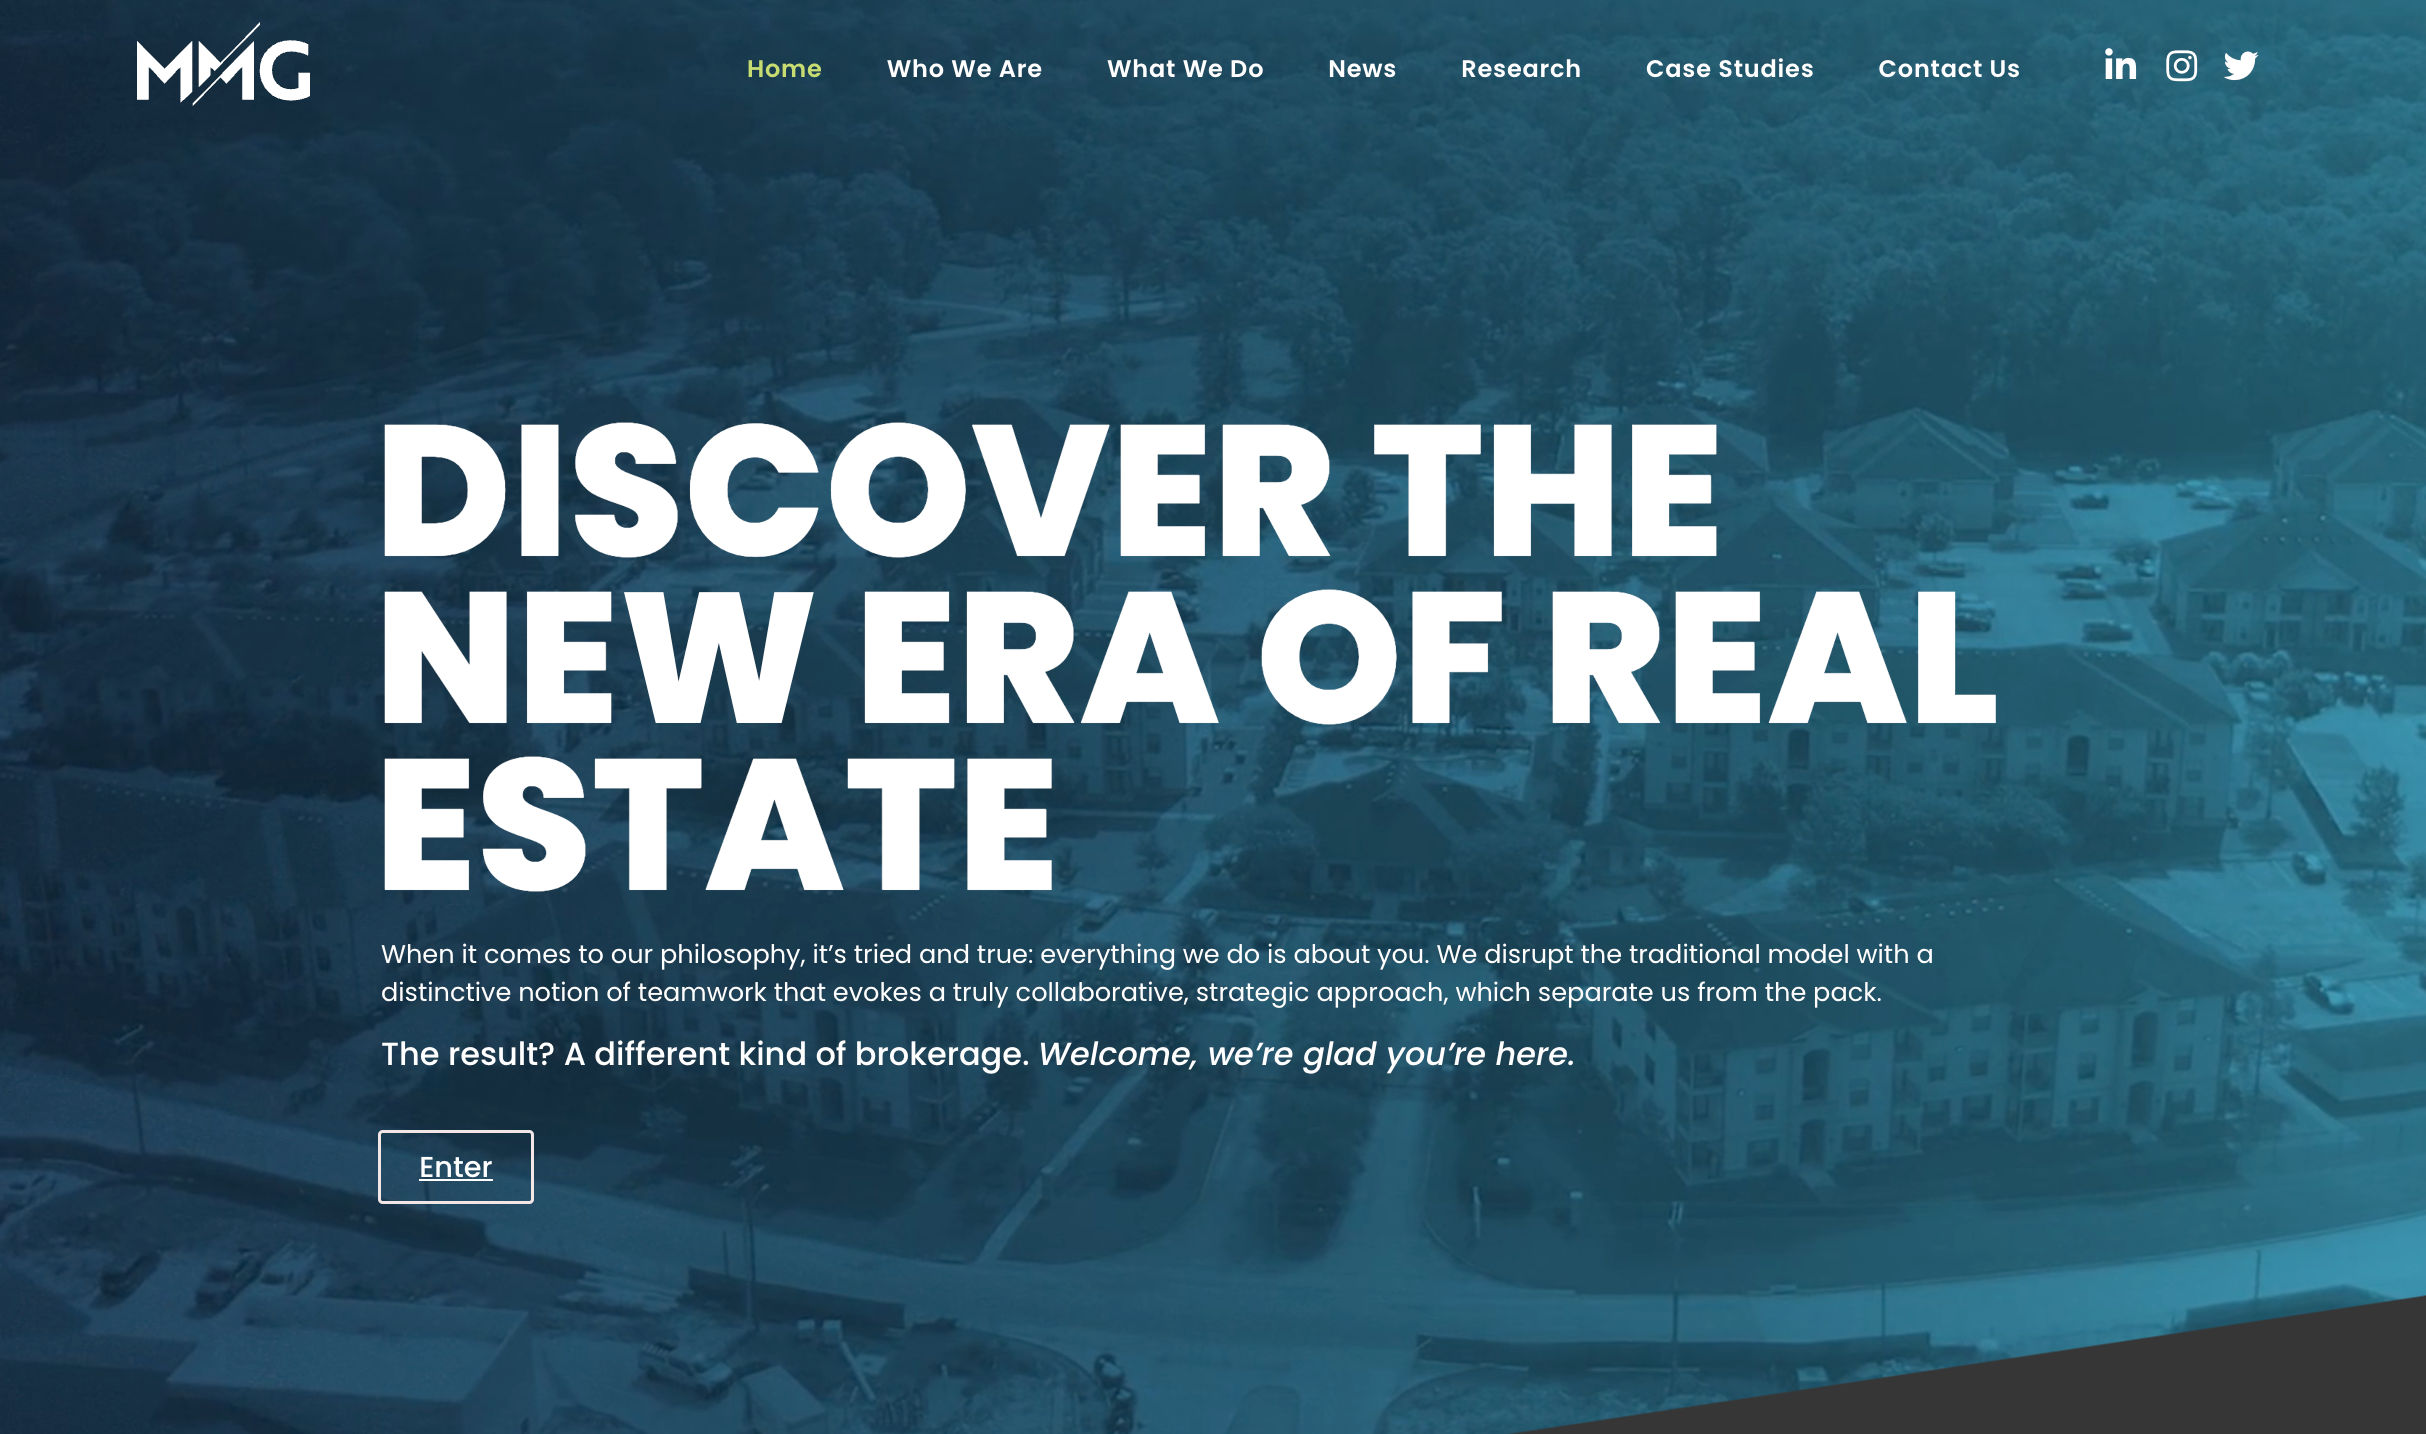 MMG
Home Who We Are What We Do News Research Case Studies Contact Us in
DISCOVER THE
NEW ERA OF REAL
ESTATE
When it comes to our philosophy, it’s tried and true: everything we do is about you. We disrupt the traditional model with a
distinctive notion of teamwork that evokes a truly collaborative, strategic approach, which separate us from the pack.
The result? A different kind of brokerage. Welcome, we’re glad you’re here.
Enter